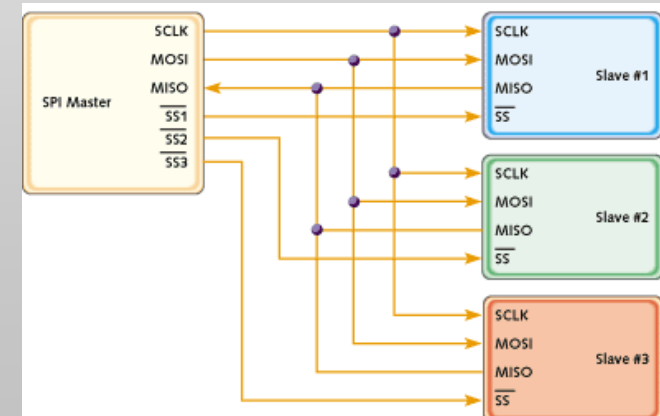 SPI Master
SCLK
MOSI
MISO
SS1
SS2
SS3
SCLK
MOSI
MISO
SS
Slave #1
SCLK
MOSI
MISO
SS
Slave #2
SCLK
MOSI
MISO
SS
Slave #3